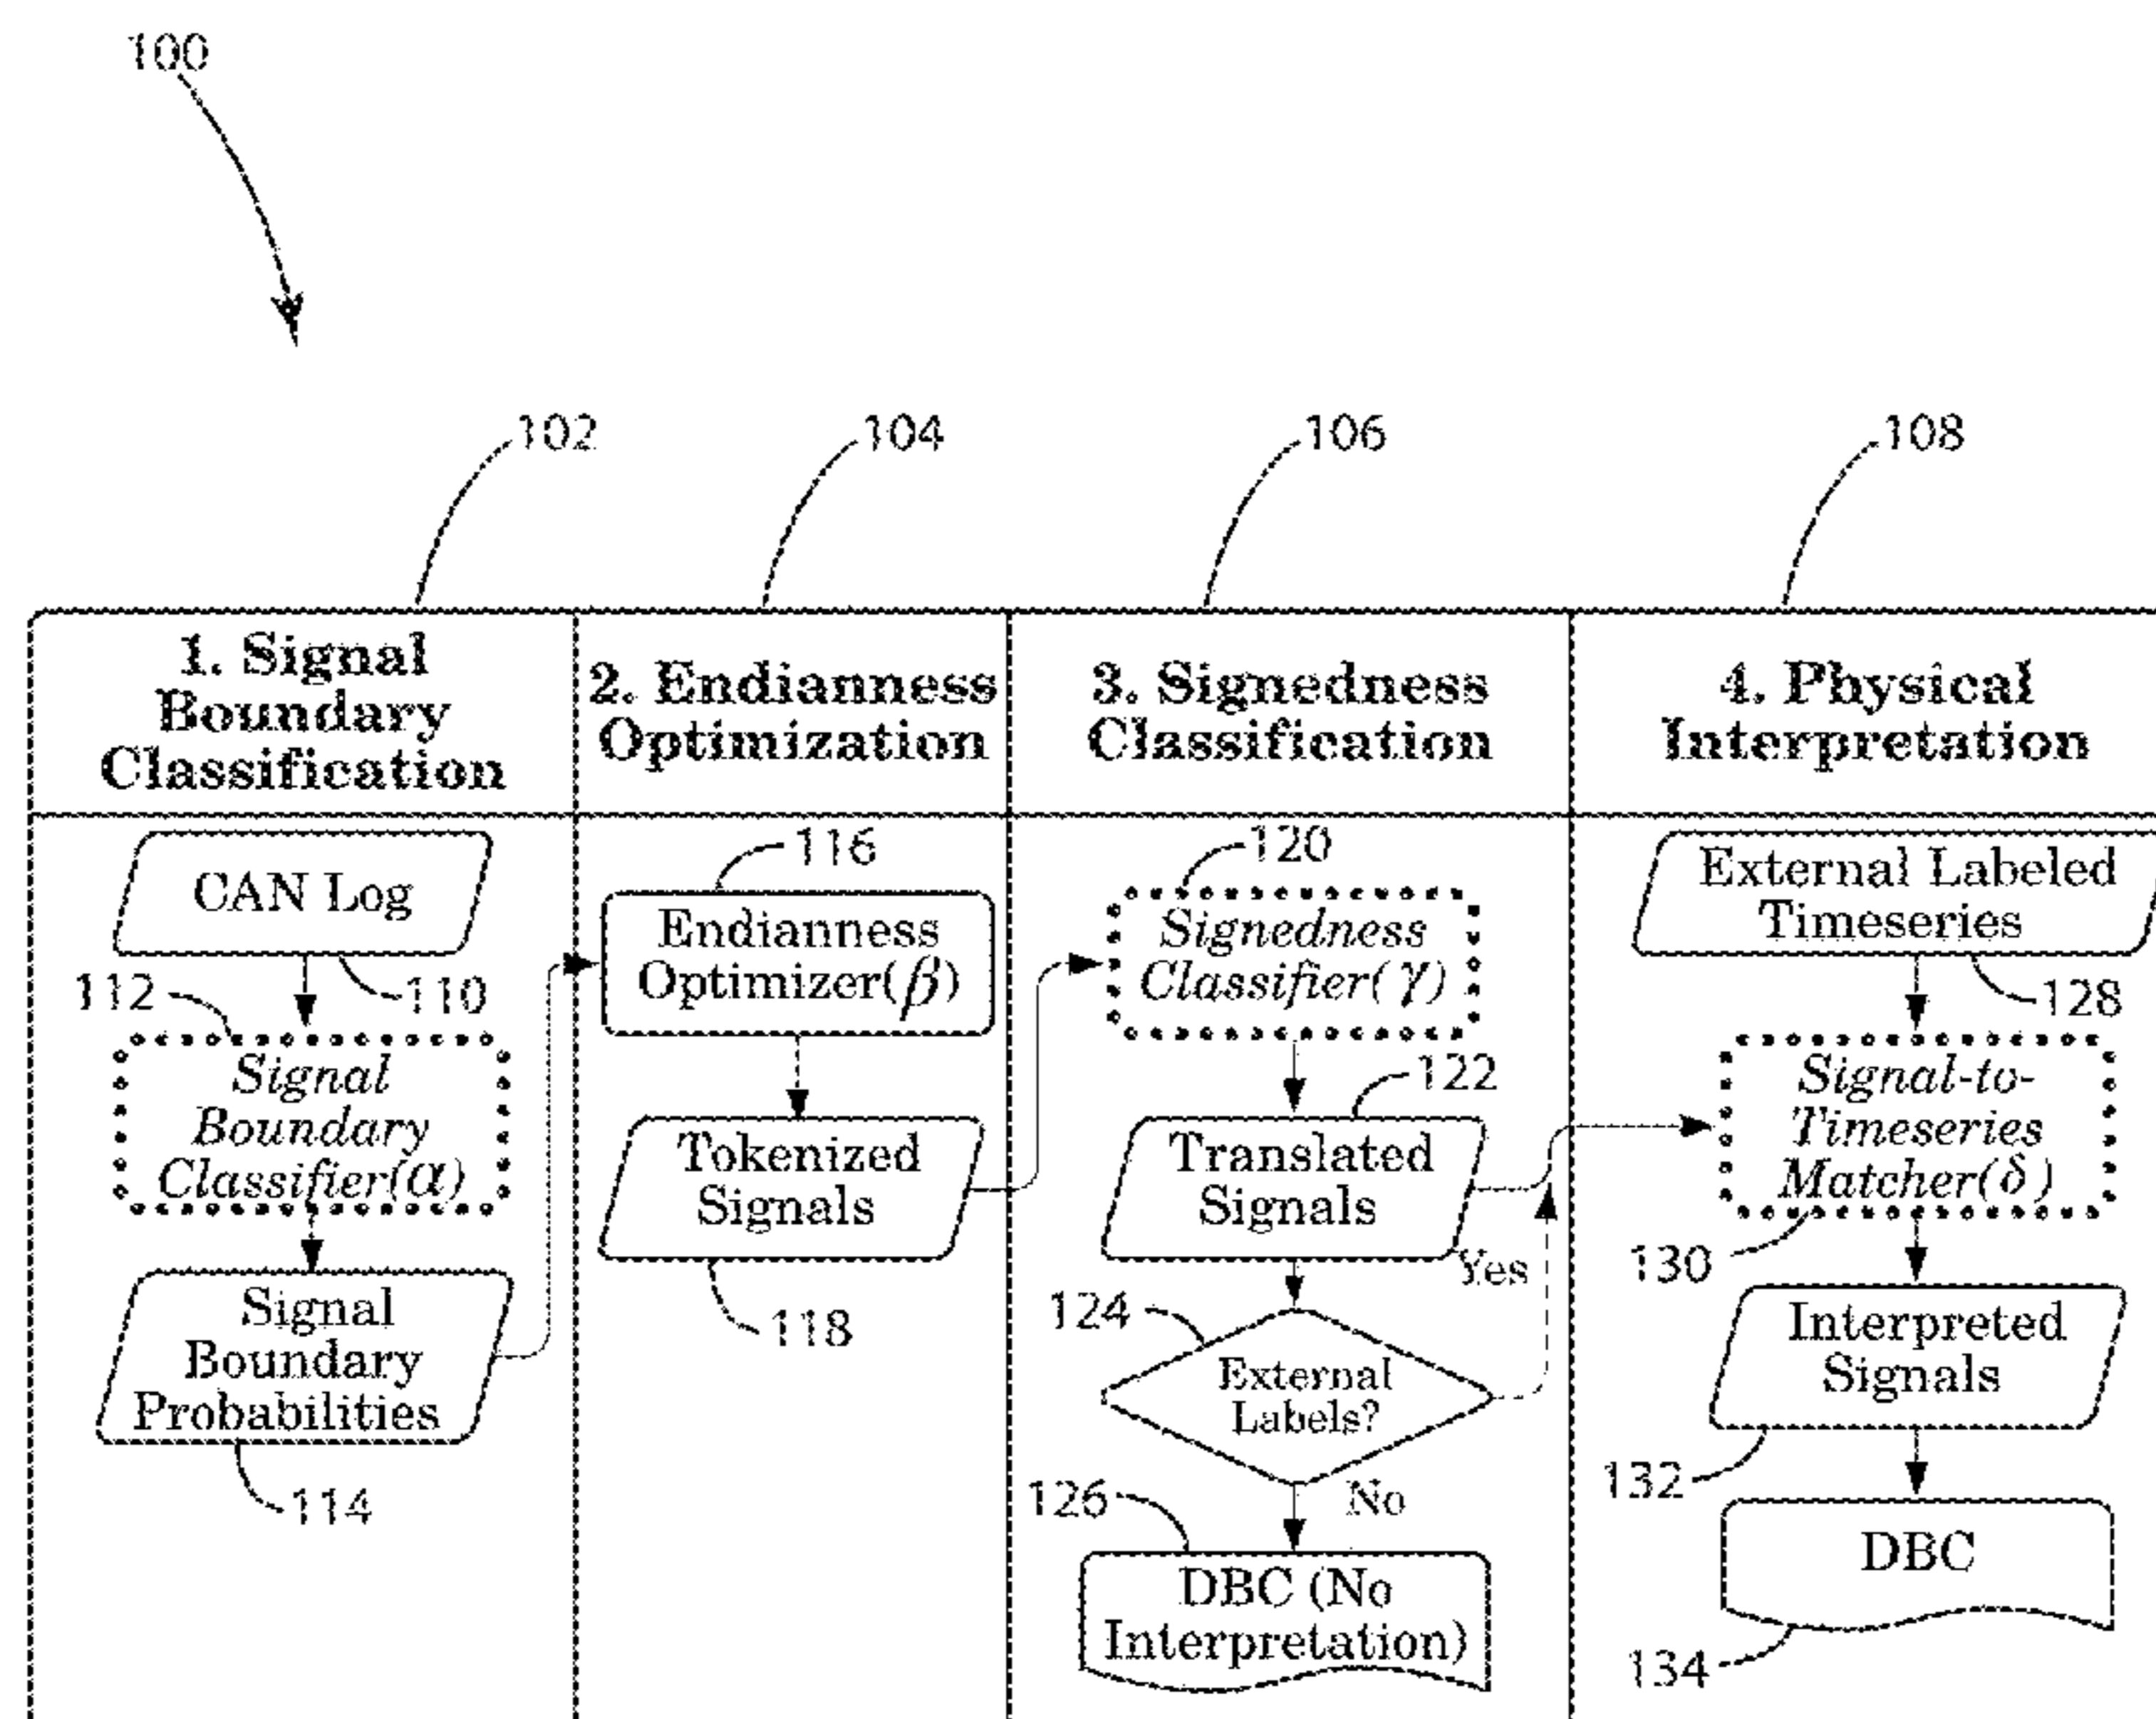 100
102
104
106
108
1. Signal
Boundary
Classification
2. Endianness
Optimization
3. Signedness
Classification
4. Physical
Interpretation
CAN Log
110
112
Signal
Boundary
Classifier(α)
Signal
Boundary
Probabilities
114
116
Endianness
Optimizer(β)
Tokenized
Signals
118
120
Signedness
Classifier(γ)
122
Translated
Signals
Yes
124
External
Labels?
No
126
DBC (No
Interpretation)
External Labeled
Timeseries
128
Signal-to-
Timeseries
Matcher(δ)
130
Interpreted
Signals
132
DBC
134